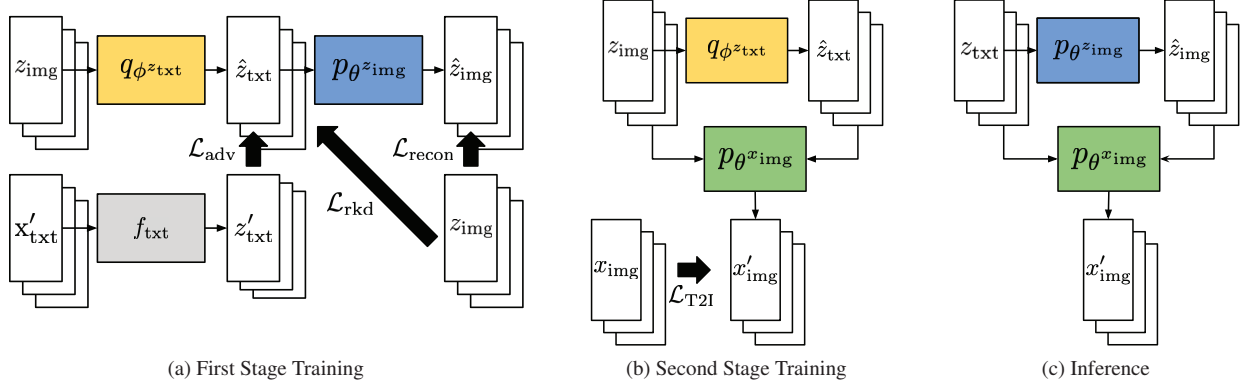 z_img q_ϕ^{z_txt} ẑ_txt p_θ^{z_img} ẑ_img
ℒ_adv ℒ_recon
ℒ_rkd
x′_txt f_txt z′_txt z_img
(a) First Stage Training
z_img q_ϕ^{z_txt} ẑ_txt
p_θ^{x_img}
x_img x′_img
ℒ_T2I
(b) Second Stage Training
z_txt p_θ^{z_img} ẑ_img
p_θ^{x_img}
x′_img
(c) Inference